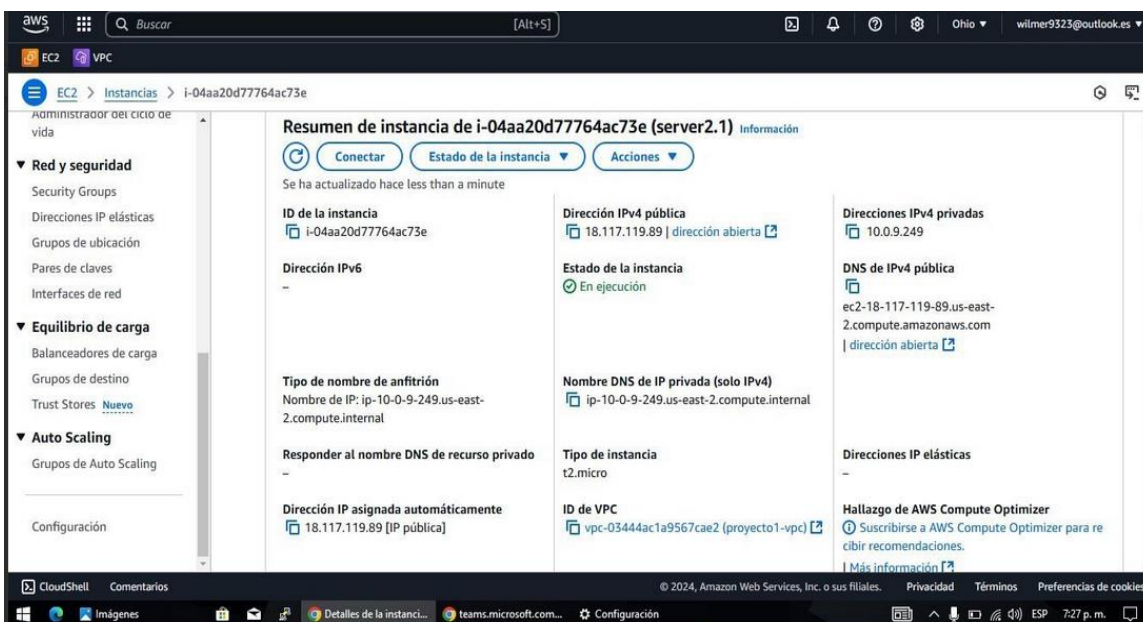 aws
Buscar
[Alt+S]
Ohio
wilmer9323@outlook.es
EC2
VPC
EC2 > Instancias > i-04aa20d77764ac73e
Administrador del ciclo de
vida
Red y seguridad
Security Groups
Direcciones IP elásticas
Grupos de ubicación
Pares de claves
Interfaces de red
Equilibrio de carga
Balanceadores de carga
Grupos de destino
Trust Stores Nuevo
Auto Scaling
Grupos de Auto Scaling
Configuración
Resumen de instancia de i-04aa20d77764ac73e (server2.1) Información
Conectar
Estado de la instancia
Acciones
Se ha actualizado hace less than a minute
ID de la instancia
i-04aa20d77764ac73e
Dirección IPv4 pública
18.117.119.89 | dirección abierta
Direcciones IPv4 privadas
10.0.9.249
Dirección IPv6
–
Estado de la instancia
En ejecución
DNS de IPv4 pública
ec2-18-117-119-89.us-east-
2.compute.amazonaws.com
| dirección abierta
Tipo de nombre de anfitrión
Nombre de IP: ip-10-0-9-249.us-east-
2.compute.internal
Nombre DNS de IP privada (solo IPv4)
ip-10-0-9-249.us-east-2.compute.internal
Responder al nombre DNS de recurso privado
–
Tipo de instancia
t2.micro
Direcciones IP elásticas
–
Dirección IP asignada automáticamente
18.117.119.89 [IP pública]
ID de VPC
vpc-03444ac1a9567cae2 (proyecto1-vpc)
Hallazgo de AWS Compute Optimizer
Suscribirse a AWS Compute Optimizer para re
cibir recomendaciones.
| Más información
CloudShell
Comentarios
© 2024, Amazon Web Services, Inc. o sus filiales.
Privacidad
Términos
Preferencias de cookies
Imágenes
Detalles de la instanci...
teams.microsoft.com...
Configuración
ESP
7:27 p. m.